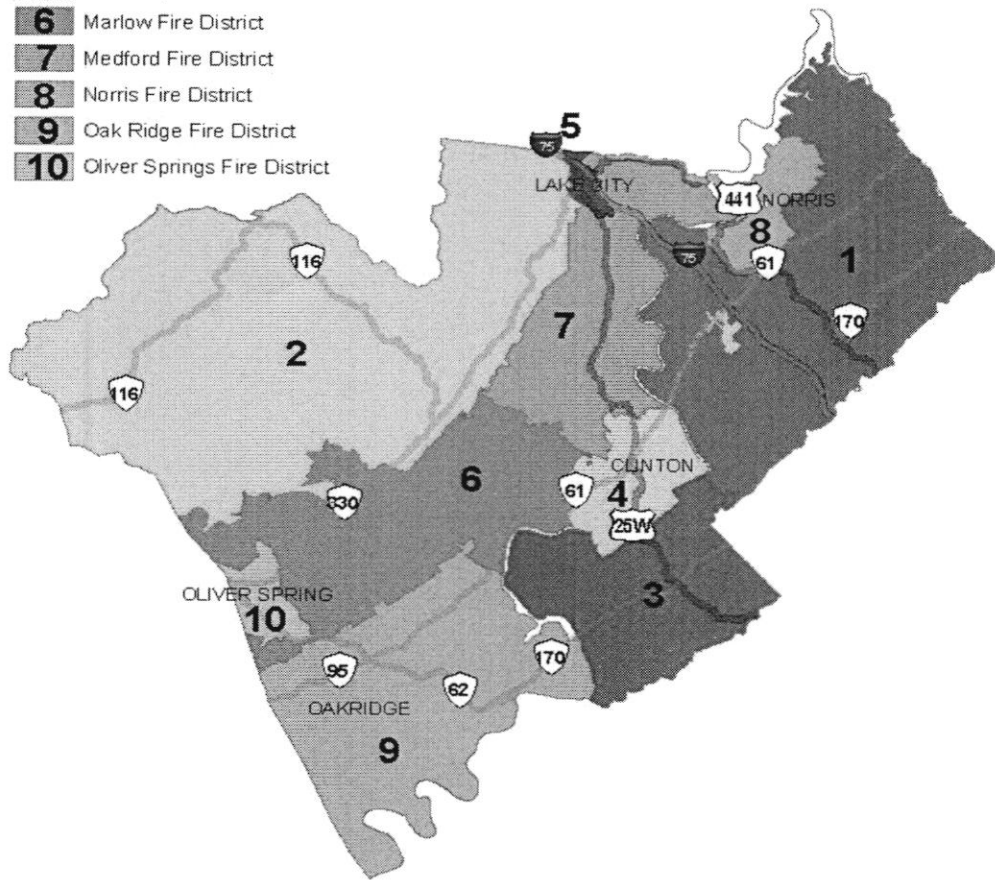 6 Marlow Fire District
7 Medford Fire District
8 Norris Fire District
9 Oak Ridge Fire District
10 Oliver Springs Fire District
5
75
LAKE CITY
441 NORRIS
8
116
75
61
1
7
170
2
116
CLINTON
6
61
4
330
25W
OLIVER SPRING
10
3
170
95
62
OAKRIDGE
9